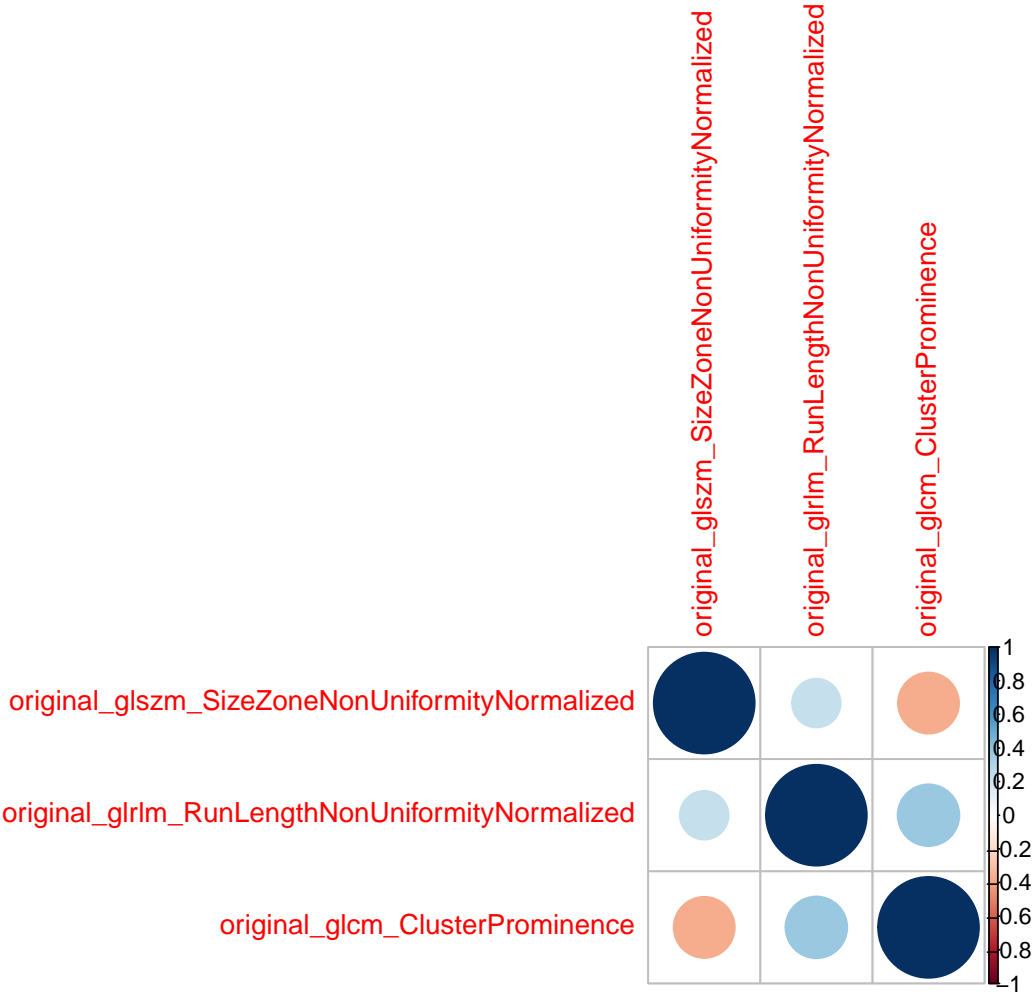 original_glszm_SizeZoneNonUniformityNormalized
original_glrlm_RunLengthNonUniformityNormalized
original_glcm_ClusterProminence
original_glszm_SizeZoneNonUniformityNormalized
original_glrlm_RunLengthNonUniformityNormalized
original_glcm_ClusterProminence
1
0.8
0.6
0.4
0.2
0
−0.2
−0.4
−0.6
−0.8
−1